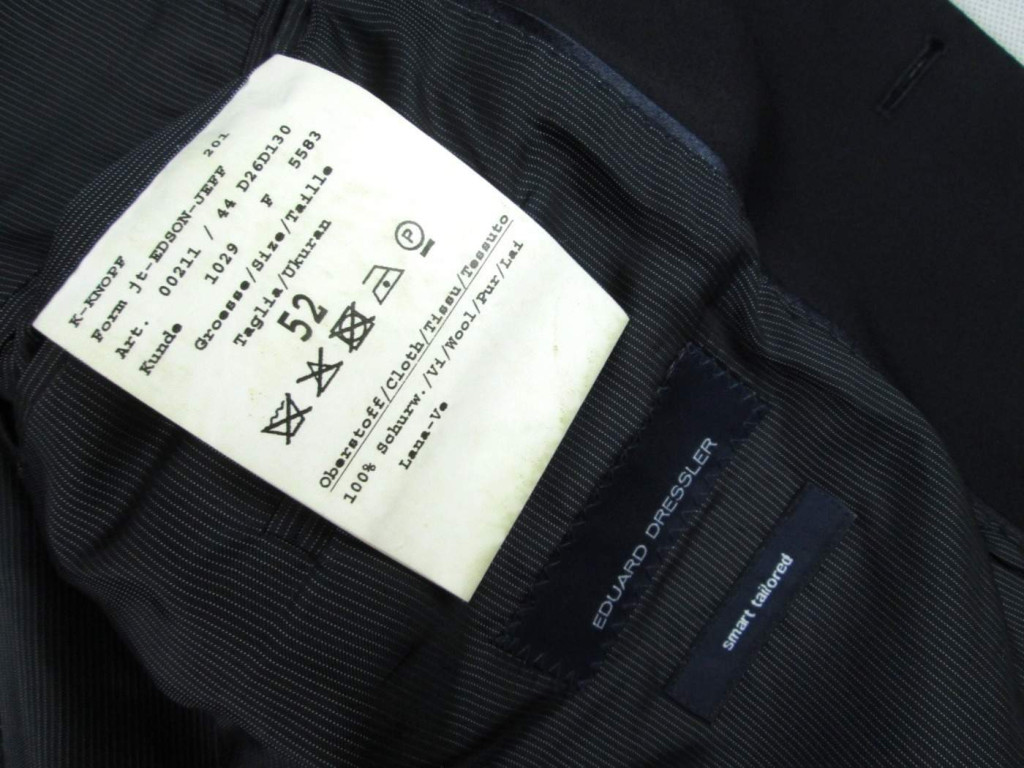 K-KNOPF 201
Form jt-EDSON-JEFF
Art. 00211 / 44 D26D130
Kunde 1029 F 5583
Groesse/Size/Taille
Taglia/Ukuran
52
P
Oberstoff/Cloth/Tissu/Tessuto
100% Schurw./Vi/Wool/Pur/Lai
Lana-Ve
EDUARD DRESSLER
smart tailored